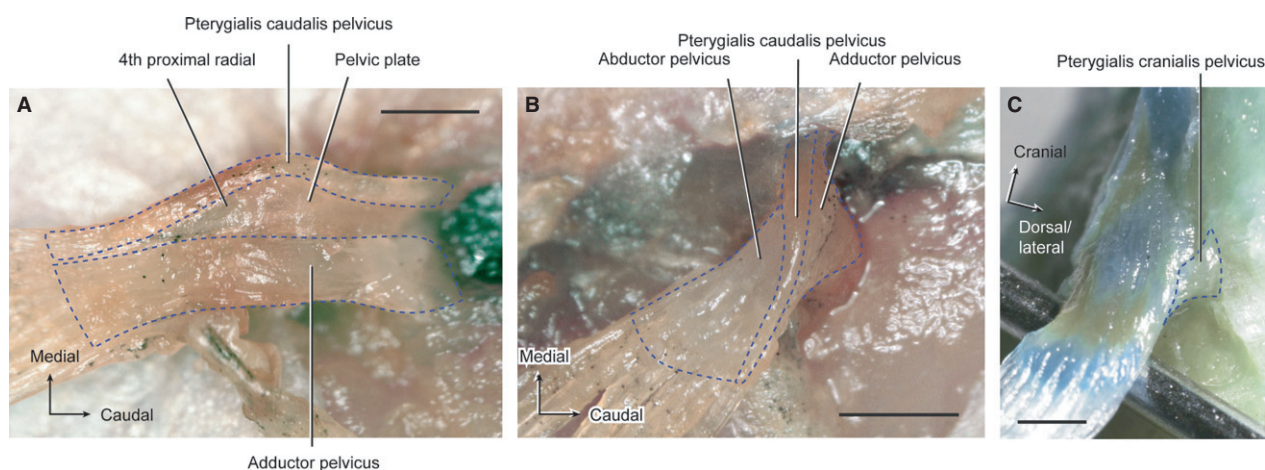 Pterygialis caudalis pelvicus
4th proximal radial
Pelvic plate
A
Medial
Caudal
Adductor pelvicus
Pterygialis caudalis pelvicus
Abductor pelvicus
Adductor pelvicus
B
Medial
Caudal
Pterygialis cranialis pelvicus
C
Cranial
Dorsal/
lateral